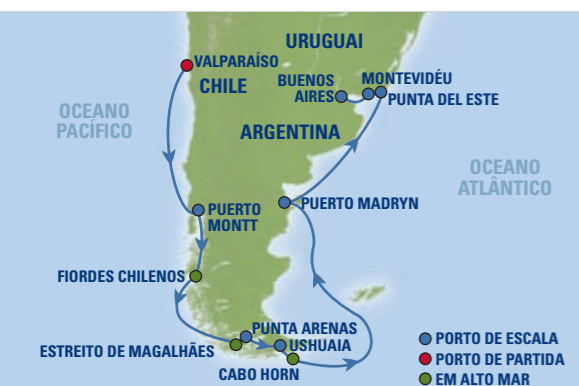 URUGUAI
VALPARAÍSO
CHILE
BUENOS
AIRES
MONTEVIDÉU
PUNTA DEL ESTE
OCEANO
PACÍFICO
ARGENTINA
OCEANO
ATLÂNTICO
PUERTO
MONTT
PUERTO MADRYN
FIORDES CHILENOS
PUNTA ARENAS
ESTREITO DE MAGALHÃES
USHUAIA
CABO HORN
PORTO DE ESCALA
PORTO DE PARTIDA
EM ALTO MAR